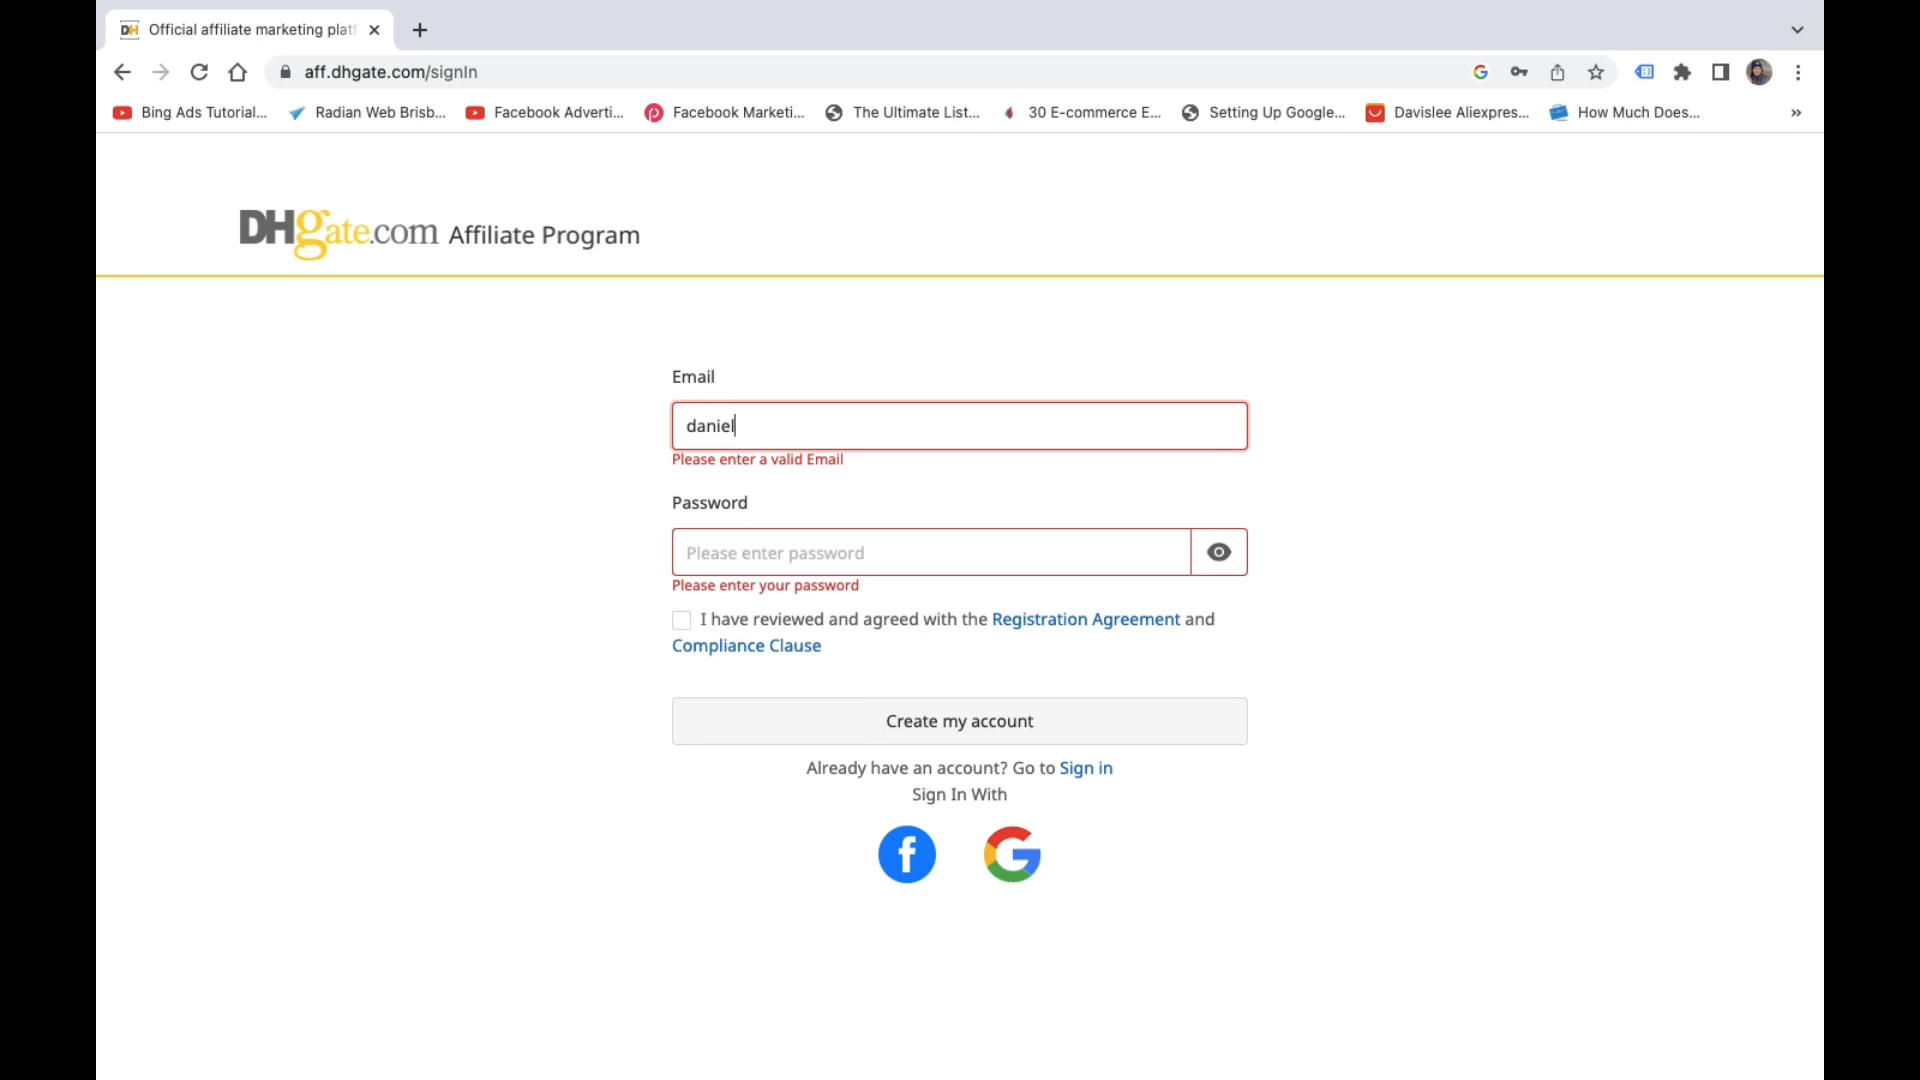 DH Official affiliate marketing platf
aff.dhgate.com/signIn
Bing Ads Tutorial... Radian Web Brisb... Facebook Adverti... Facebook Marketi... The Ultimate List... 30 E-commerce E... Setting Up Google... Davislee Aliexpres... How Much Does... »
DHgate.com Affiliate Program
Email
daniel
Please enter a valid Email
Password
Please enter password
Please enter your password
I have reviewed and agreed with the Registration Agreement and
Compliance Clause
Create my account
Already have an account? Go to Sign in
Sign In With